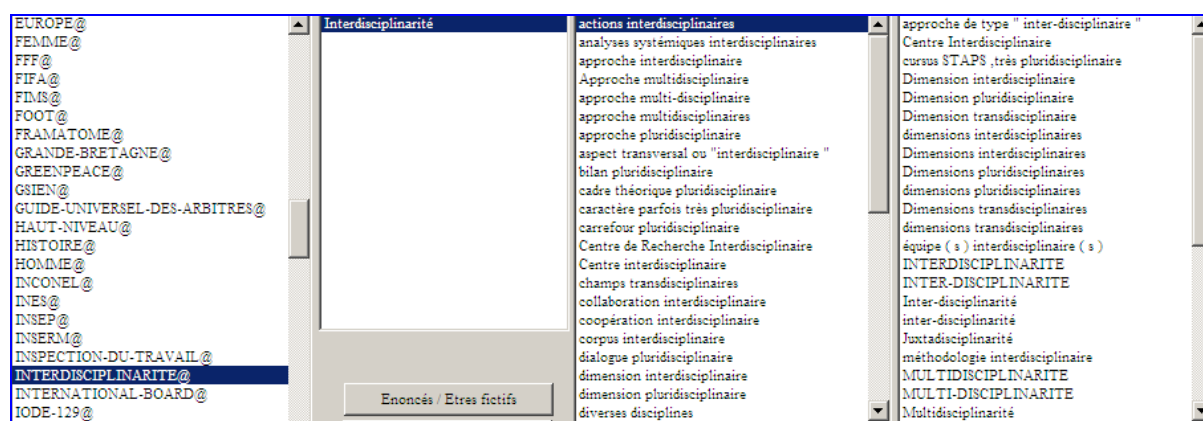 EUROPE@
FEMME@
FFF@
FIFA@
FIMS@
FOOT@
FRAMATOME@
GRANDE-BRETAGNE@
GREENPEACE@
GSIEN@
GUIDE-UNIVERSEL-DES-ARBITRES@
HAUT-NIVEAU@
HISTOIRE@
HOMME@
INCONEL@
INES@
INSEP@
INSERM@
INSPECTION-DU-TRAVAIL@
INTERDISCIPLINARITE@
INTERNATIONAL-BOARD@
IODE-129@
Interdisciplinarité
Enoncés / Etres fictifs
actions interdisciplinaires
analyses systémiques interdisciplinaires
approche interdisciplinaire
Approche multidisciplinaire
approche multi-disciplinaire
approche multidisciplinaires
approche pluridisciplinaire
aspect transversal ou "interdisciplinaire "
bilan pluridisciplinaire
cadre théorique pluridisciplinaire
caractère parfois très pluridisciplinaire
carrefour pluridisciplinaire
Centre de Recherche Interdisciplinaire
Centre interdisciplinaire
champs transdisciplinaires
collaboration interdisciplinaire
coopération interdisciplinaire
corpus interdisciplinaire
dialogue pluridisciplinaire
dimension interdisciplinaire
dimension pluridisciplinaire
diverses disciplines
approche de type " inter-disciplinaire "
Centre Interdisciplinaire
cursus STAPS ,très pluridisciplinaire
Dimension interdisciplinaire
Dimension pluridisciplinaire
Dimension transdisciplinaire
dimensions interdisciplinaires
Dimensions interdisciplinaires
Dimensions pluridisciplinaires
dimensions pluridisciplinaires
Dimensions transdisciplinaires
dimensions transdisciplinaires
équipe ( s ) interdisciplinaire ( s )
INTERDISCIPLINARITE
INTER-DISCIPLINARITE
Inter-disciplinarité
inter-disciplinarité
Juxtadisciplinarité
méthodologie interdisciplinaire
MULTIDISCIPLINARITE
MULTI-DISCIPLINARITE
Multidisciplinarité